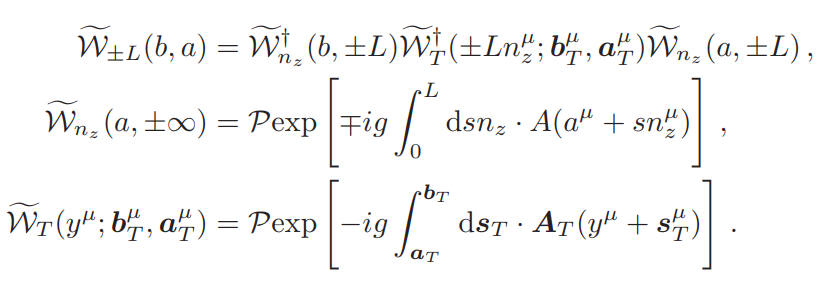 $\widetilde{\mathcal{W}}_{\pm L}(b, a) = \widetilde{\mathcal{W}}^{\dagger}_{n_z}(b, \pm L)\widetilde{\mathcal{W}}^{\dagger}_{T}(\pm L n_z^{\mu}; \boldsymbol{b}_T^{\mu}, \boldsymbol{a}_T^{\mu})\widetilde{\mathcal{W}}_{n_z}(a, \pm L)\,,$
$\widetilde{\mathcal{W}}_{n_z}(a, \pm\infty) = \mathcal{P}\mathrm{exp}\left[\mp ig \int_0^L \mathrm{d}s n_z \cdot A(a^{\mu} + s n_z^{\mu})\right]\,,$
$\widetilde{\mathcal{W}}_{T}(y^{\mu}; \boldsymbol{b}_T^{\mu}, \boldsymbol{a}_T^{\mu}) = \mathcal{P}\mathrm{exp}\left[-ig \int_{\boldsymbol{a}_T}^{\boldsymbol{b}_T} \mathrm{d}\boldsymbol{s}_T \cdot \boldsymbol{A}_T(y^{\mu} + \boldsymbol{s}_T^{\mu})\right]\,.$